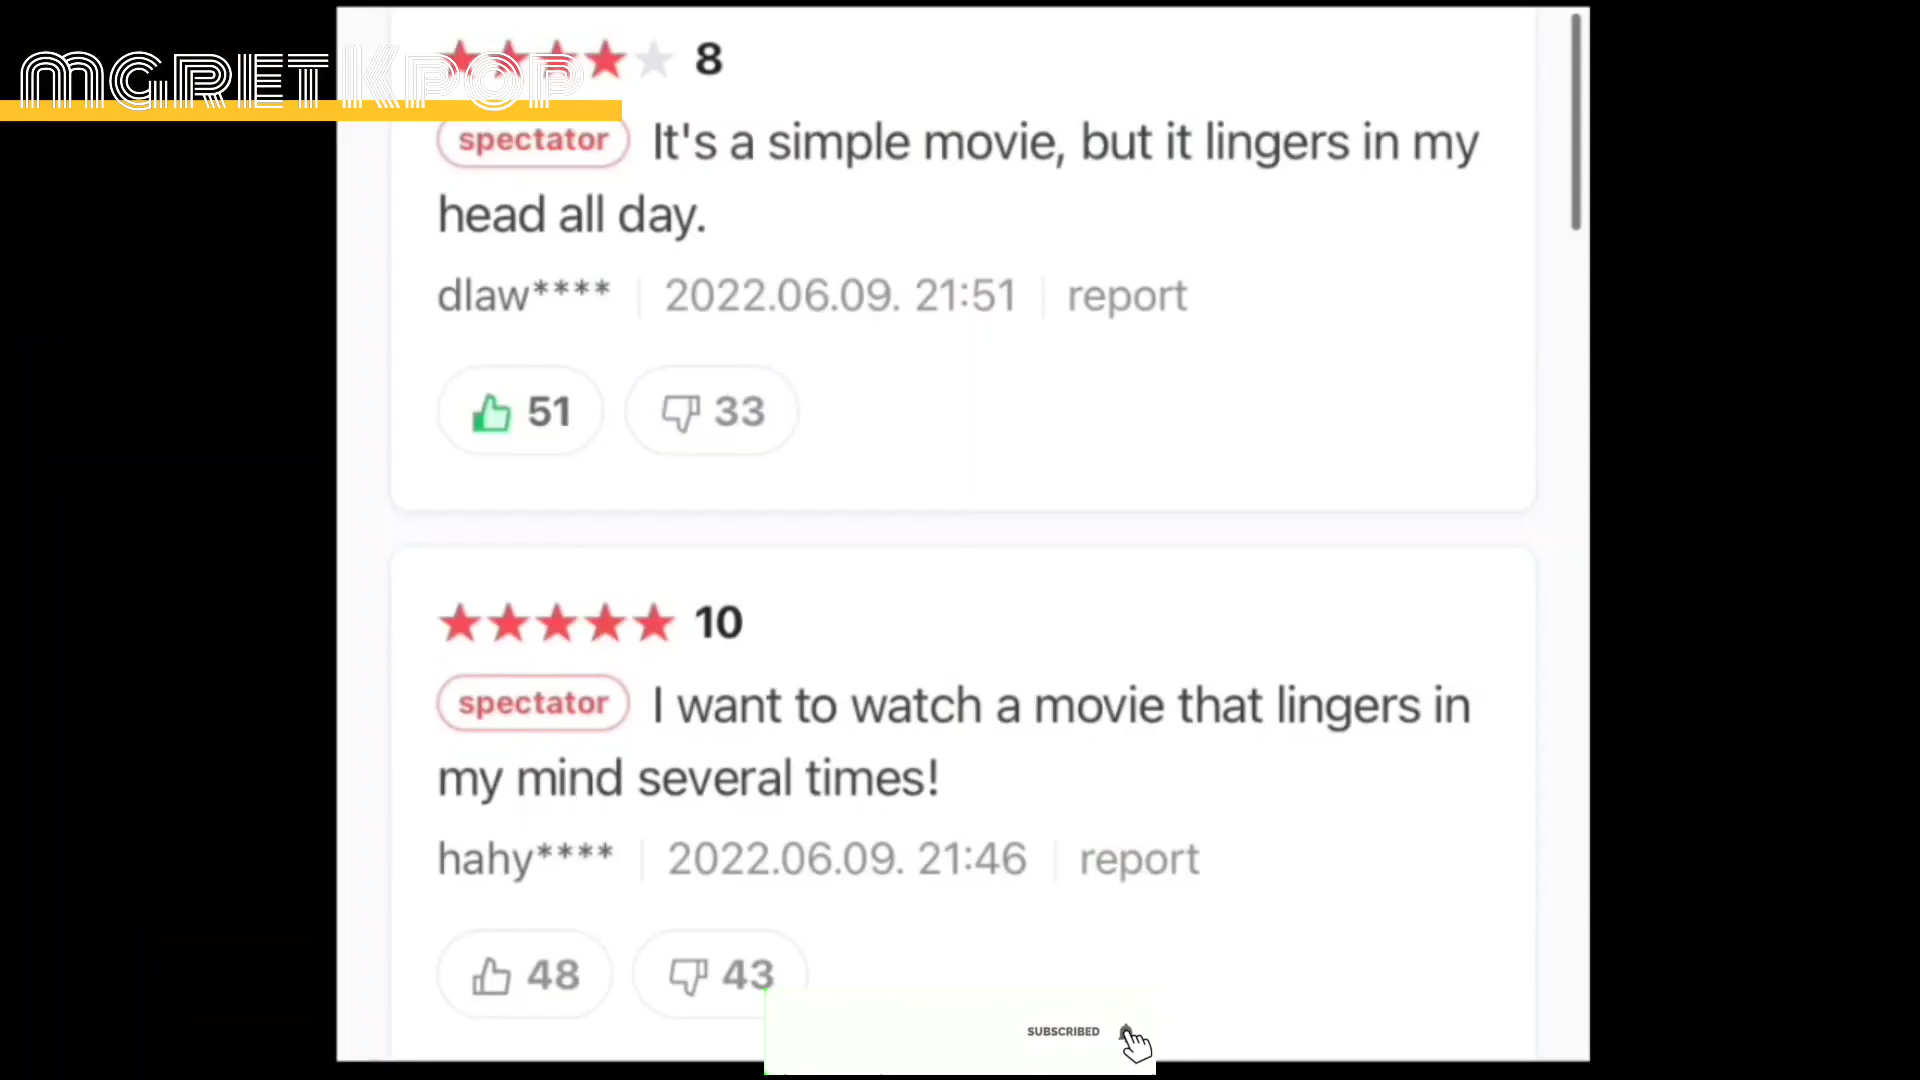 MGRETKPOP
8
spectator It's a simple movie, but it lingers in my
head all day.
dlaw**** 2022.06.09. 21:51 report
51 33
10
spectator I want to watch a movie that lingers in
my mind several times!
hahy**** 2022.06.09. 21:46 report
48 43
SUBSCRIBED